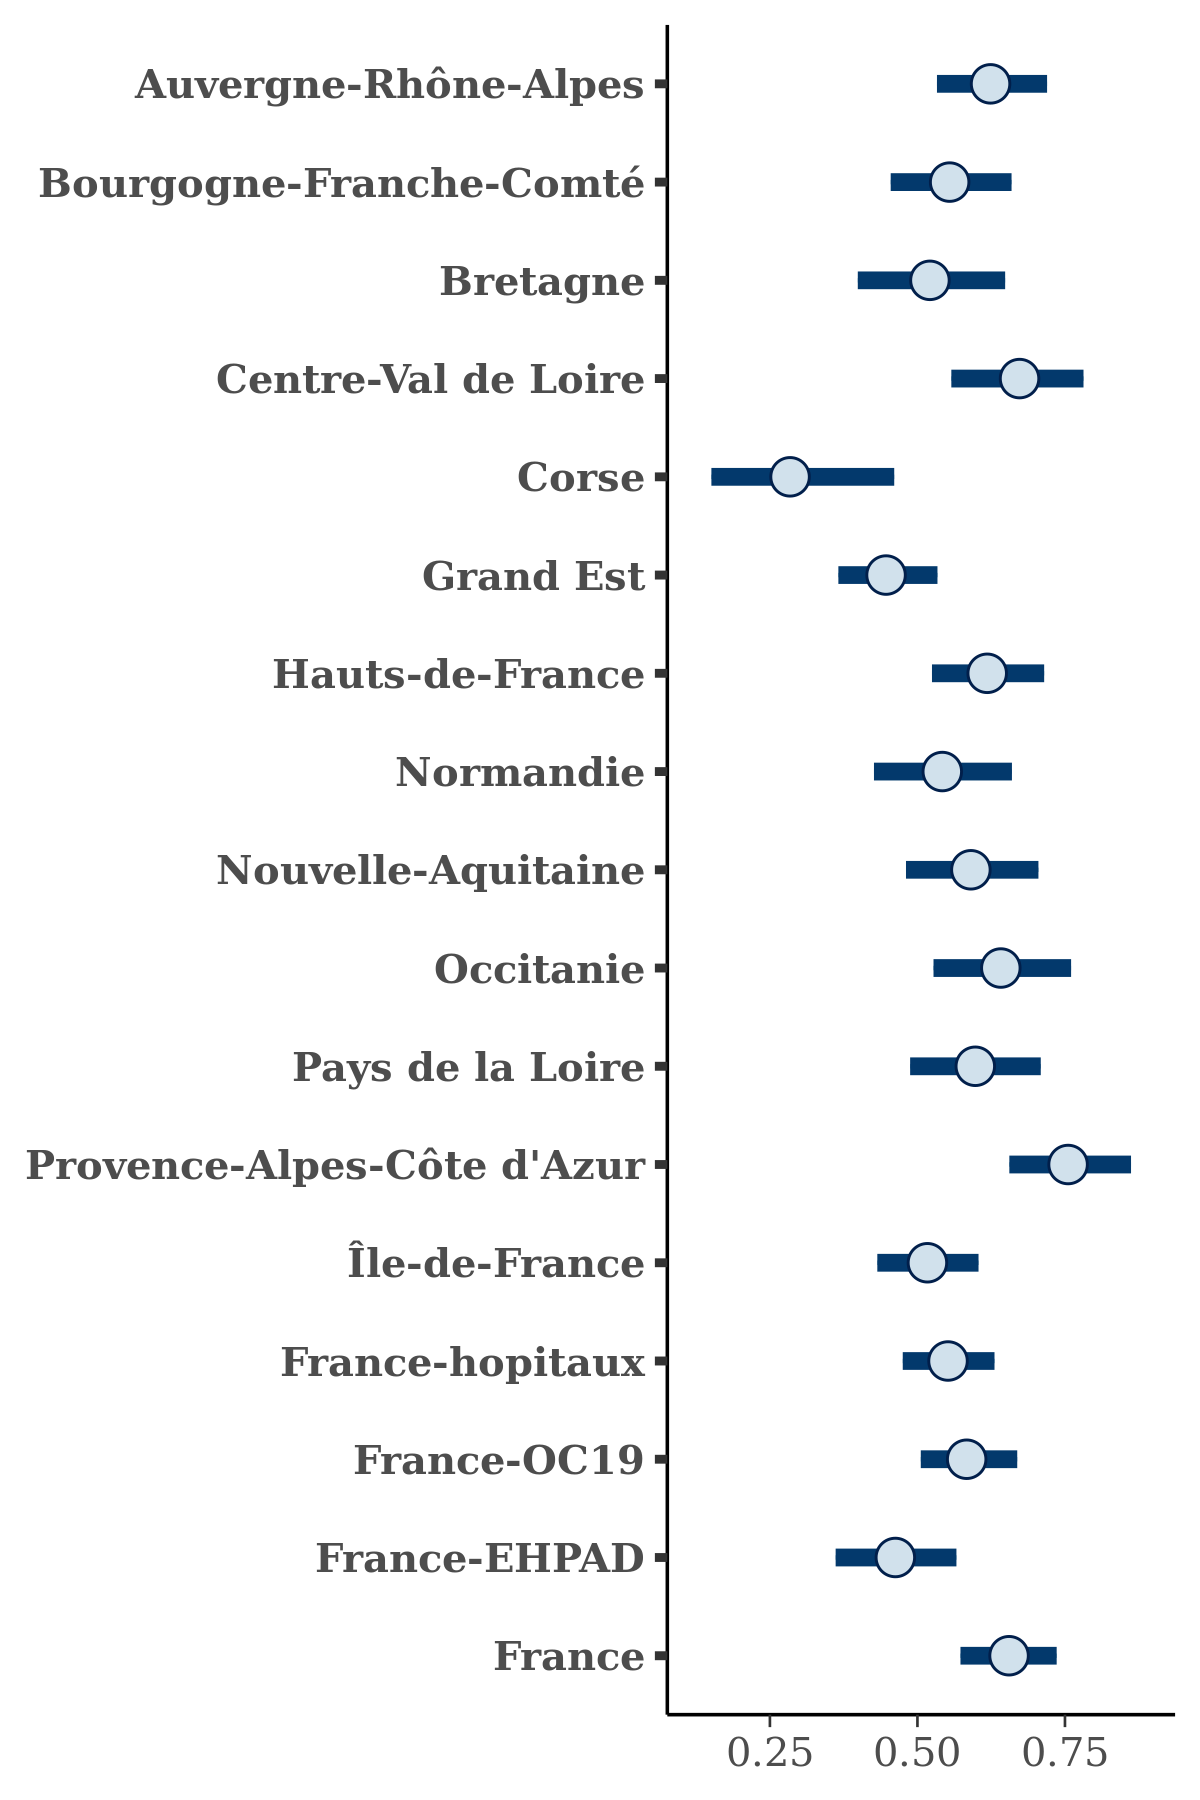 Auvergne-Rhône-Alpes
Bourgogne-Franche-Comté
Bretagne
Centre-Val de Loire
Corse
Grand Est
Hauts-de-France
Normandie
Nouvelle-Aquitaine
Occitanie
Pays de la Loire
Provence-Alpes-Côte d'Azur
Île-de-France
France-hopitaux
France-OC19
France-EHPAD
France
0.25 0.50 0.75